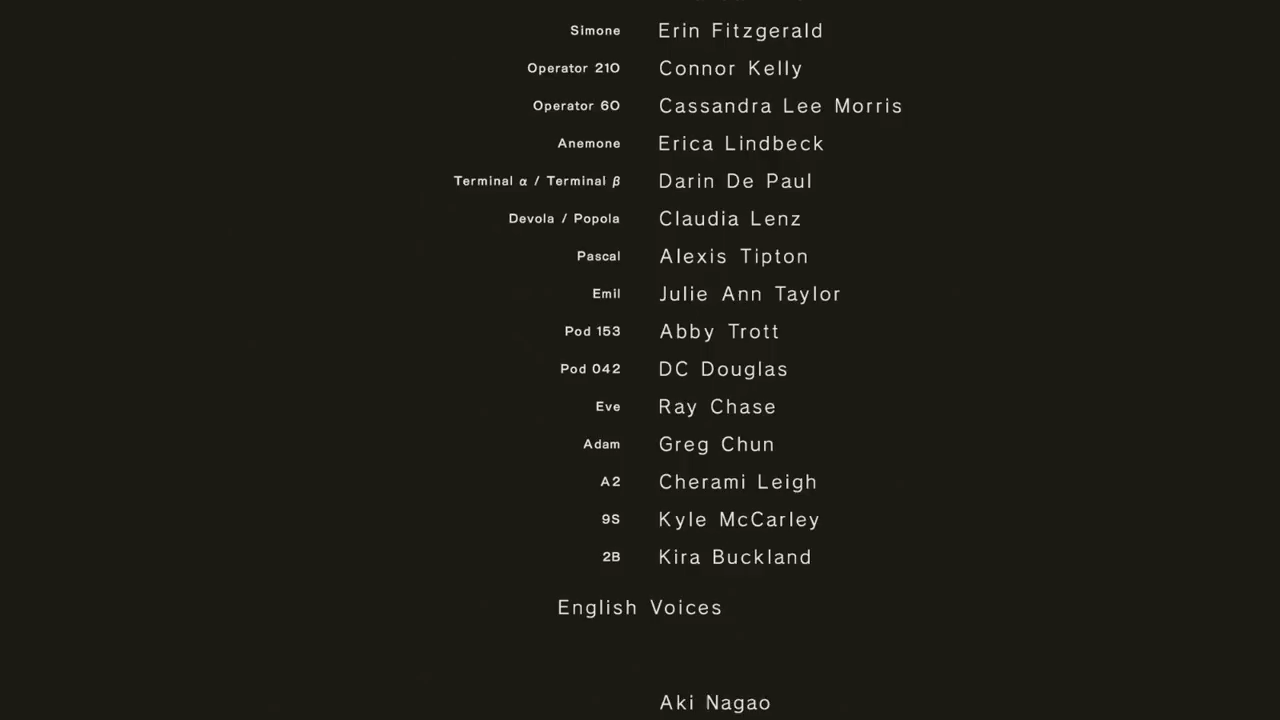 Simone Erin Fitzgerald
Operator 21O Connor Kelly
Operator 6O Cassandra Lee Morris
Anemone Erica Lindbeck
Terminal α / Terminal β Darin De Paul
Devola / Popola Claudia Lenz
Pascal Alexis Tipton
Emil Julie Ann Taylor
Pod 153 Abby Trott
Pod 042 DC Douglas
Eve Ray Chase
Adam Greg Chun
A2 Cherami Leigh
9S Kyle McCarley
2B Kira Buckland
English Voices
Aki Nagao